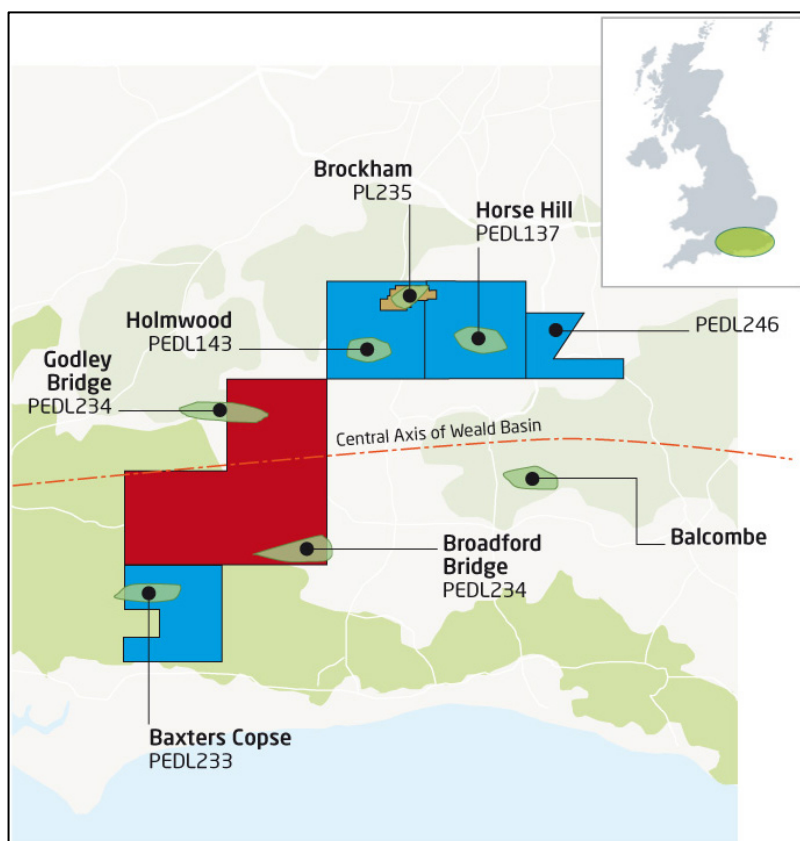 Brockham
PL235
Horse Hill
PEDL137
Holmwood
PEDL143
PEDL246
Godley
Bridge
PEDL234
Central Axis of Weald Basin
Broadford
Bridge
PEDL234
Balcombe
Baxters Copse
PEDL233